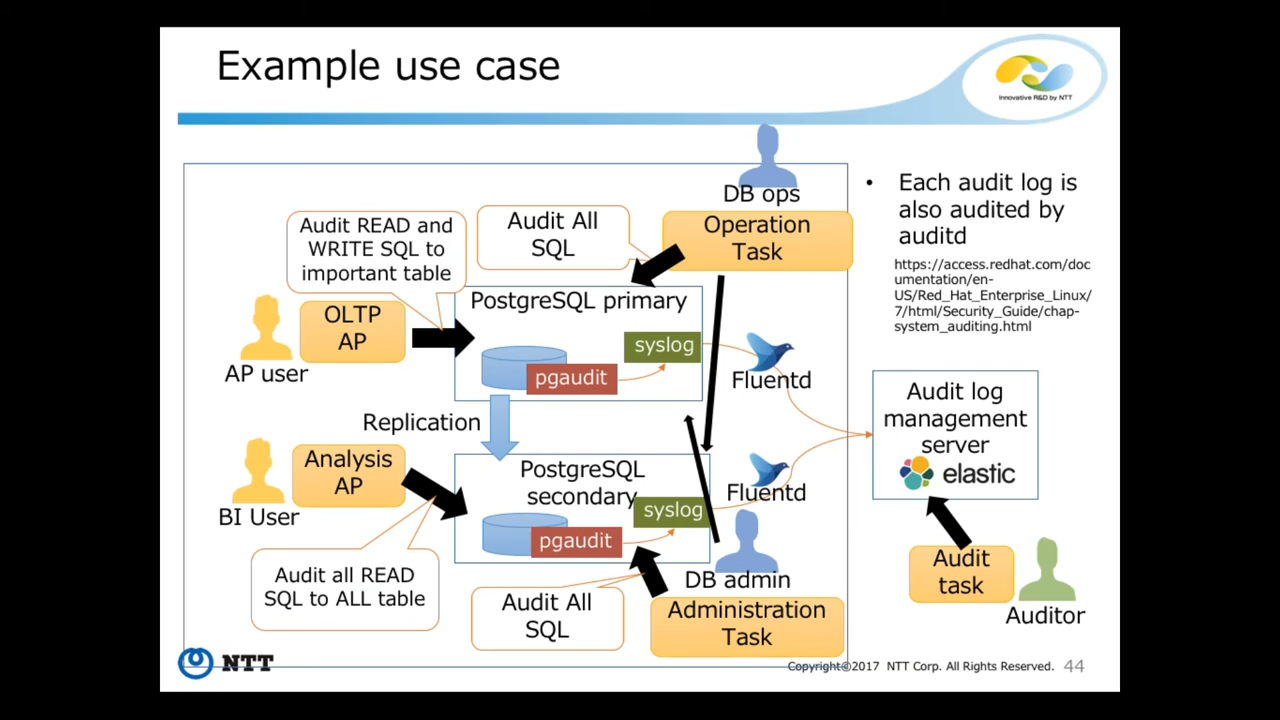 Example use case
Innovative R&D by NTT
DB ops
Operation
Task
Audit All
SQL
Audit READ and
WRITE SQL to
important table
OLTP
AP
AP user
PostgreSQL primary
syslog
pgaudit
Fluentd
Replication
Analysis
AP
BI User
PostgreSQL
secondary
syslog
pgaudit
Fluentd
Audit all READ
SQL to ALL table
Audit All
SQL
DB admin
Administration
Task
• Each audit log is
also audited by
auditd
https://access.redhat.com/doc
umentation/en-
US/Red_Hat_Enterprise_Linux/
7/html/Security_Guide/chap-
system_auditing.html
Audit log
management
server
elastic
Audit
task
Auditor
NTT
Copyright©2017 NTT Corp. All Rights Reserved.
44